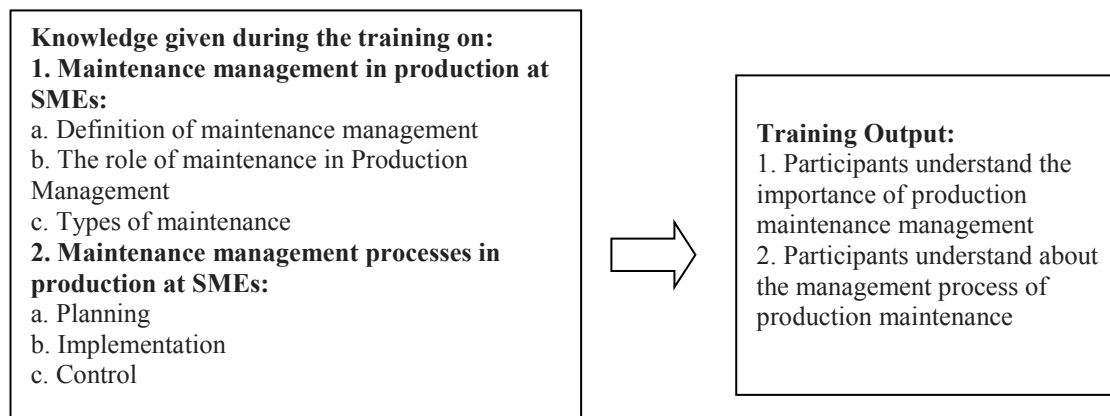 Knowledge given during the training on:
1. Maintenance management in production at
SMEs:
a. Definition of maintenance management
b. The role of maintenance in Production
Management
c. Types of maintenance
2. Maintenance management processes in
production at SMEs:
a. Planning
b. Implementation
c. Control
Training Output:
1. Participants understand the
importance of production
maintenance management
2. Participants understand about
the management process of
production maintenance